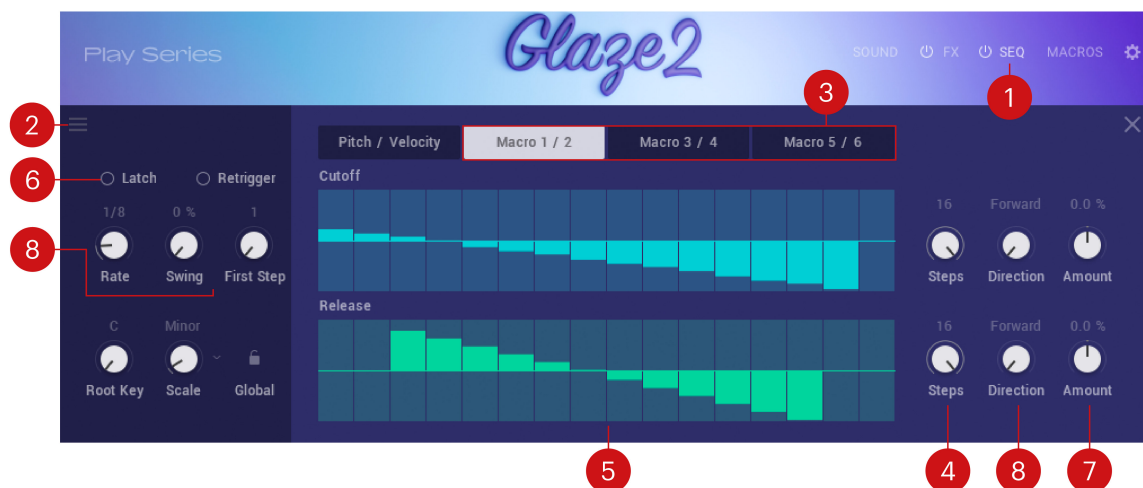 Play Series
Glaze2
SOUND FX SEQ MACROS
1
2
3
Pitch / Velocity Macro 1 / 2 Macro 3 / 4 Macro 5 / 6
6
Latch Retrigger
Cutoff
1/8 0 % 1
16 Forward 0.0 %
8
Rate Swing First Step
Steps Direction Amount
Release
C Minor
16 Forward 0.0 %
Root Key Scale Global
Steps Direction Amount
5
4
8
7